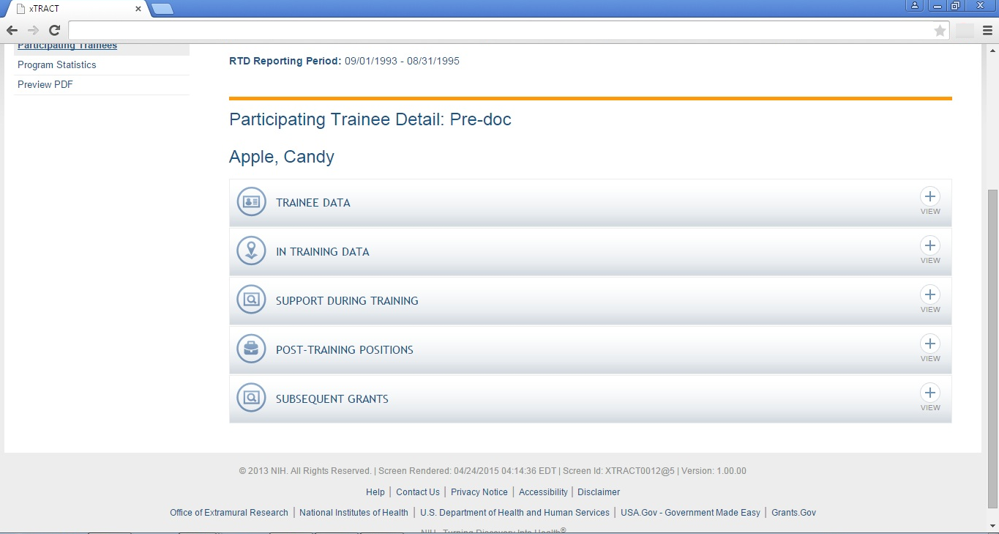 xTRACT
Participating Trainees
Program Statistics
Preview PDF
RTD Reporting Period: 09/01/1993 - 08/31/1995
Participating Trainee Detail: Pre-doc
Apple, Candy
TRAINEE DATA
VIEW
IN TRAINING DATA
VIEW
SUPPORT DURING TRAINING
VIEW
POST-TRAINING POSITIONS
VIEW
SUBSEQUENT GRANTS
VIEW
© 2013 NIH. All Rights Reserved. | Screen Rendered: 04/24/2015 04:14:36 EDT | Screen Id: XTRACT0012@5 | Version: 1.00.00
Help | Contact Us | Privacy Notice | Accessibility | Disclaimer
Office of Extramural Research | National Institutes of Health | U.S. Department of Health and Human Services | USA.Gov - Government Made Easy | Grants.Gov
NIH...Turning Discovery Into Health®